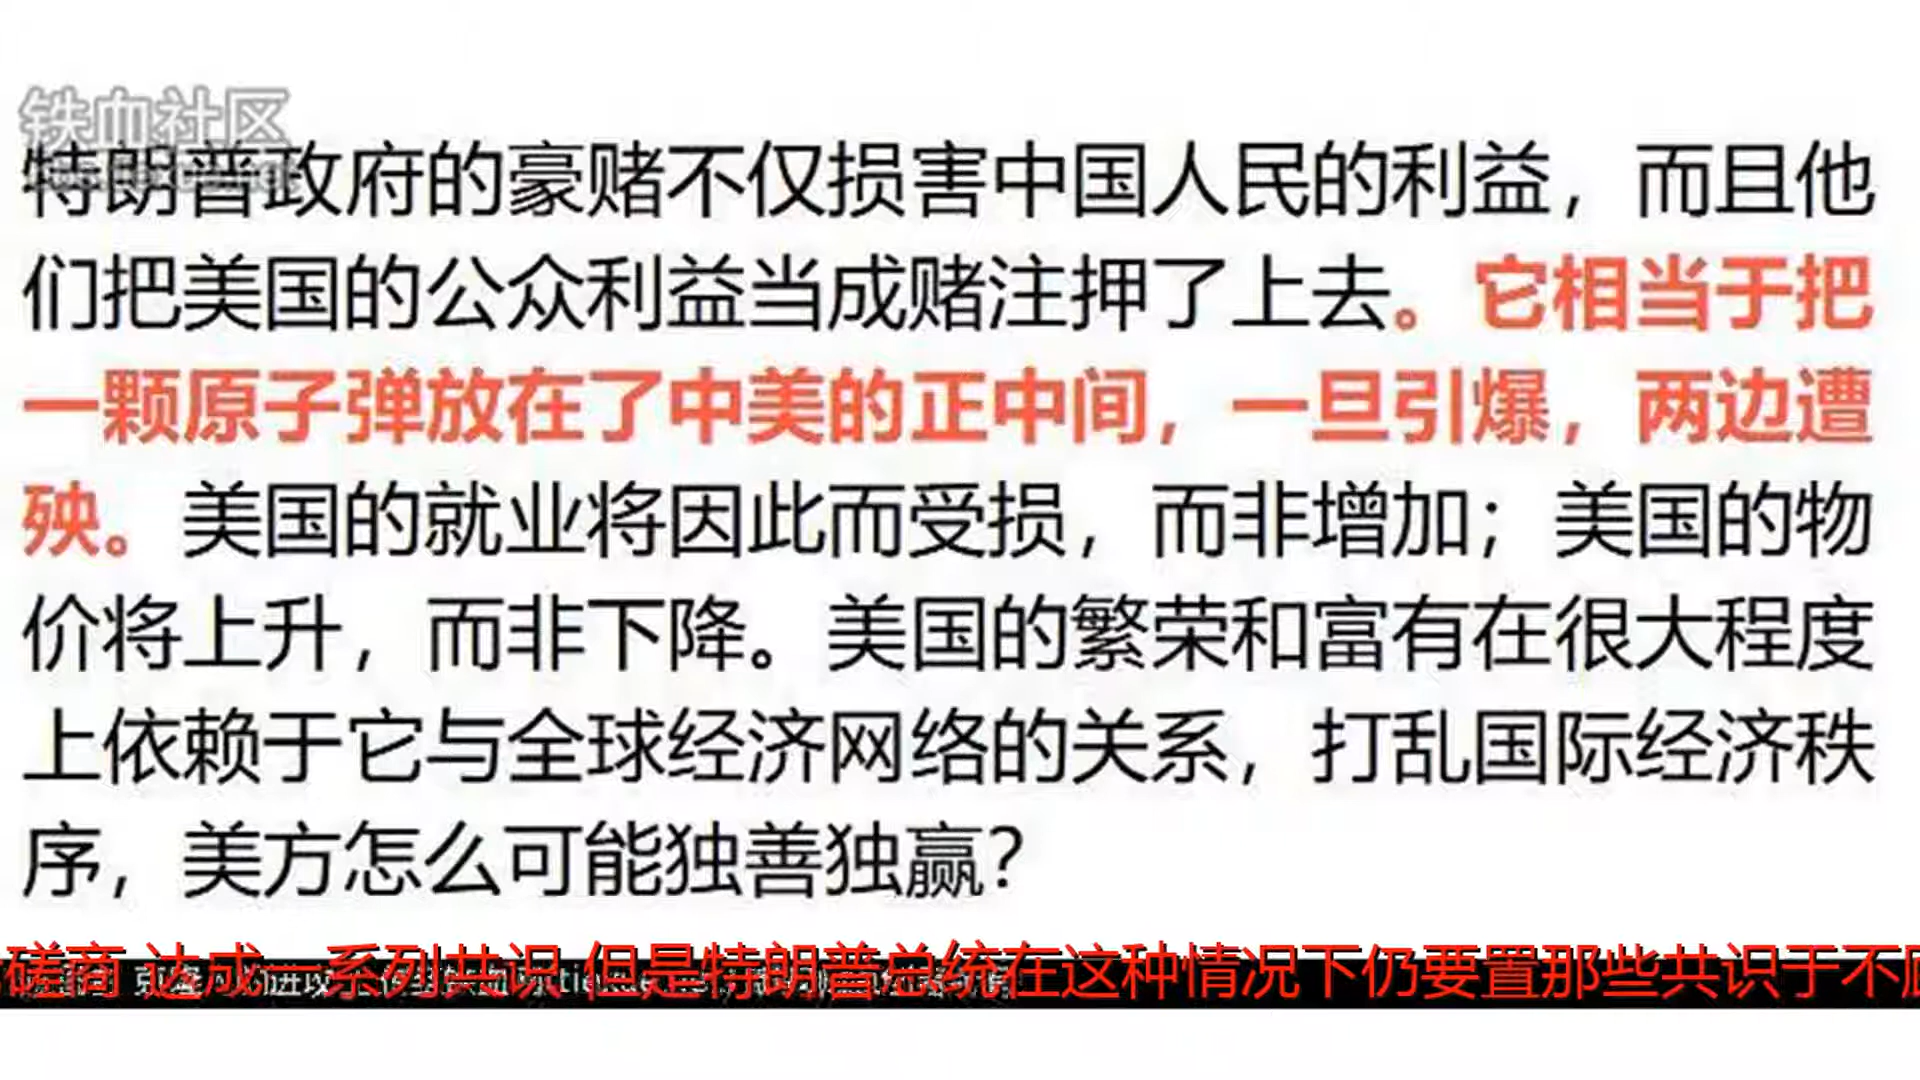 铁血社区
特朗普政府的豪赌不仅损害中国人民的利益，而且他
们把美国的公众利益当成赌注押了上去。它相当于把
一颗原子弹放在了中美的正中间，一旦引爆，两边遭
殃。美国的就业将因此而受损，而非增加；美国的物
价将上升，而非下降。美国的繁荣和富有在很大程度
上依赖于它与全球经济网络的关系，打乱国际经济秩
序，美方怎么可能独善独赢？
磋商 达成一系列共识 但是特朗普总统在这种情况下仍要置那些共识于不顾